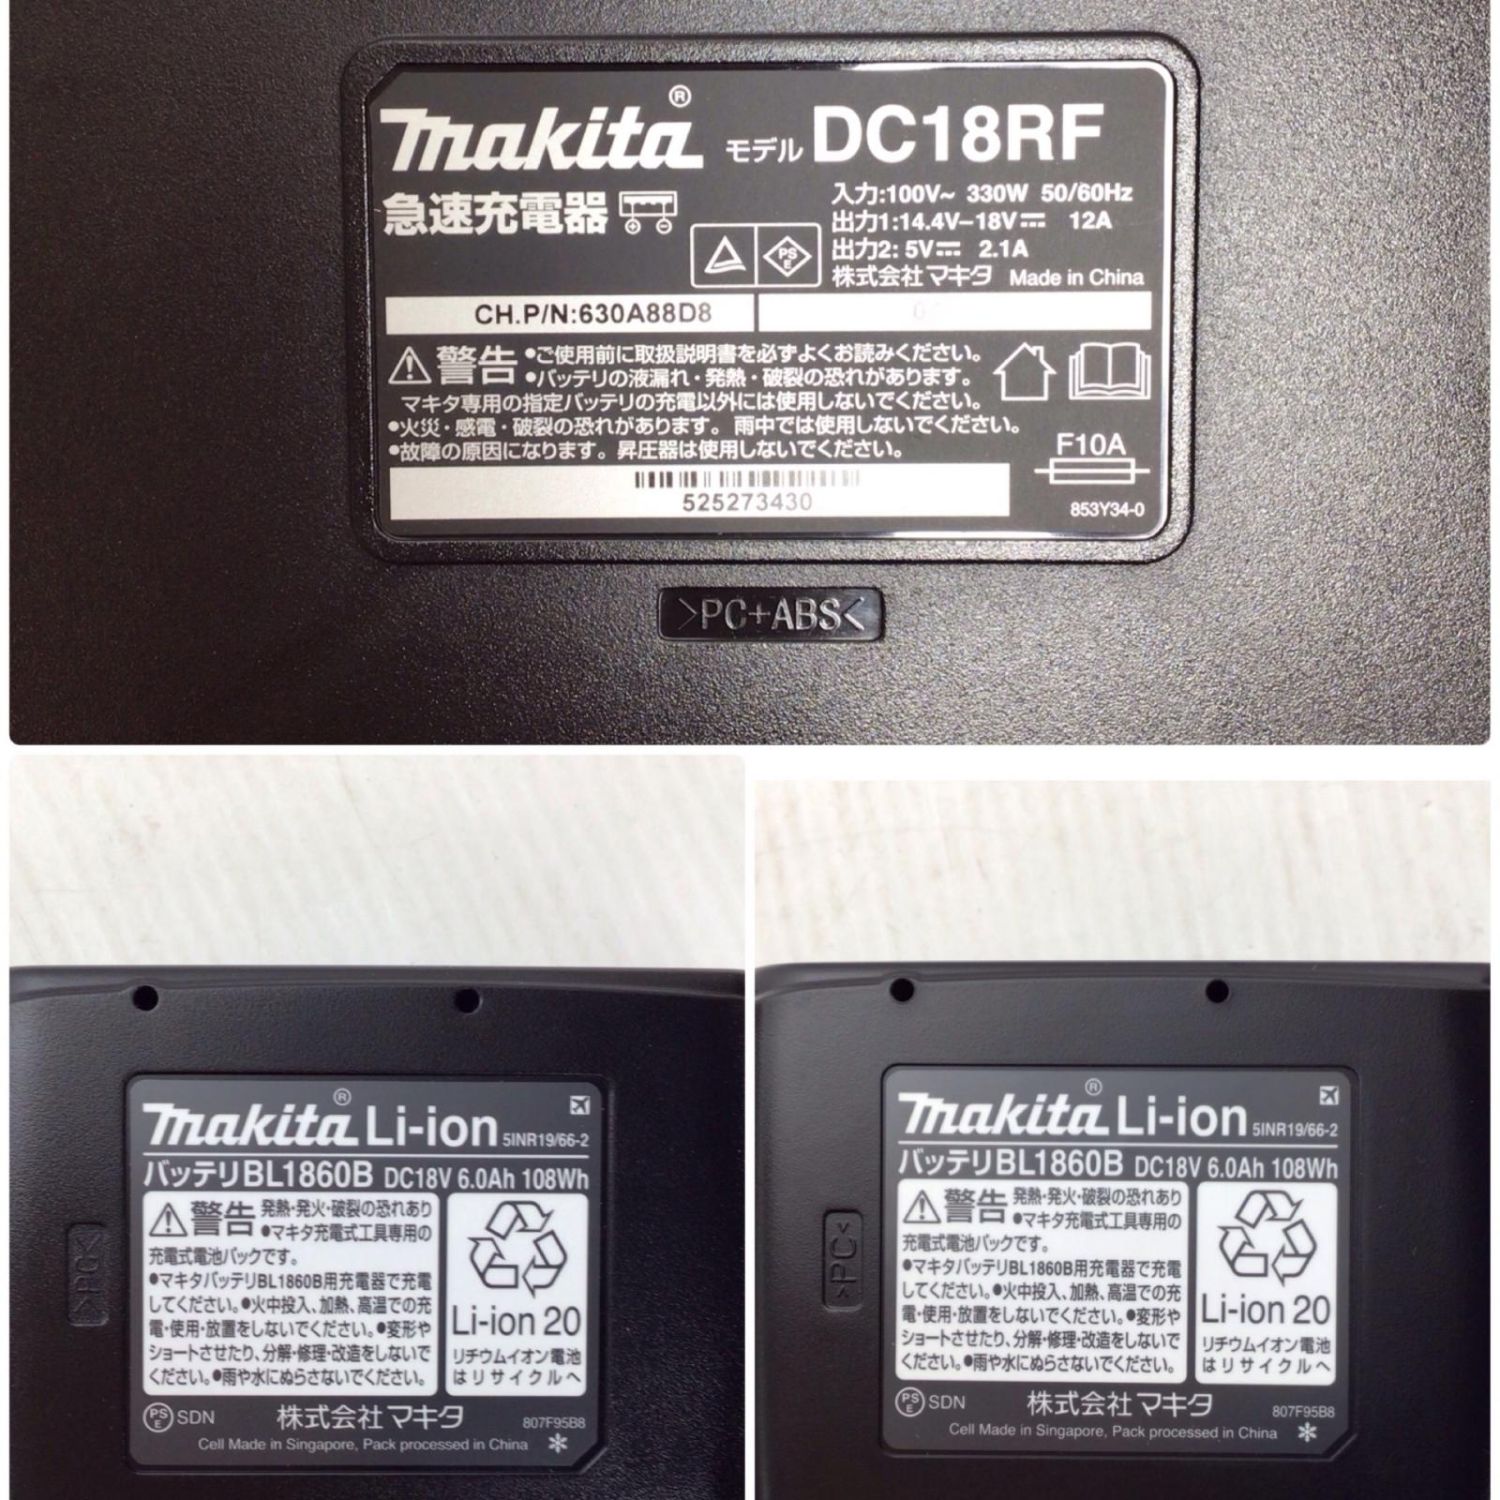 makita® モデル DC18RF
急速充電器
入力:100V~ 330W 50/60Hz
出力1:14.4V-18V⎓ 12A
出力2: 5V⎓ 2.1A
株式会社マキタ Made in China
PS E
CH.P/N:630A88D8
⚠警告 ●ご使用前に取扱説明書を必ずよくお読みください。
●バッテリの液漏れ・発熱・破裂の恐れがあります。
マキタ専用の指定バッテリの充電以外には使用しないでください。
●火災・感電・破裂の恐れがあります。雨中では使用しないでください。
●故障の原因になります。昇圧器は使用しないでください。
F10A
525273430
853Y34-0
>PC+ABS<
makita® Li-ion 5INR19/66-2
バッテリBL1860B DC18V 6.0Ah 108Wh
⚠警告 発熱・発火・破裂の恐れあり
●マキタ充電式工具専用の
充電式電池パックです。
●マキタバッテリBL1860B用充電器で充電
してください。●火中投入、加熱、高温での充
電・使用・放置をしないでください。●変形や
ショートさせたり、分解・修理・改造をしないで
ください。●雨や水にぬらさないでください。
Li-ion 20
リチウムイオン電池
はリサイクルへ
>PC<
PS E SDN 株式会社マキタ 807F95B8
Cell Made in Singapore, Pack processed in China ✻
makita® Li-ion 5INR19/66-2
バッテリBL1860B DC18V 6.0Ah 108Wh
⚠警告 発熱・発火・破裂の恐れあり
●マキタ充電式工具専用の
充電式電池パックです。
●マキタバッテリBL1860B用充電器で充電
してください。●火中投入、加熱、高温での充
電・使用・放置をしないでください。●変形や
ショートさせたり、分解・修理・改造をしないで
ください。●雨や水にぬらさないでください。
Li-ion 20
リチウムイオン電池
はリサイクルへ
>PC<
PS E SDN 株式会社マキタ 807F95B8
Cell Made in Singapore, Pack processed in China ✻